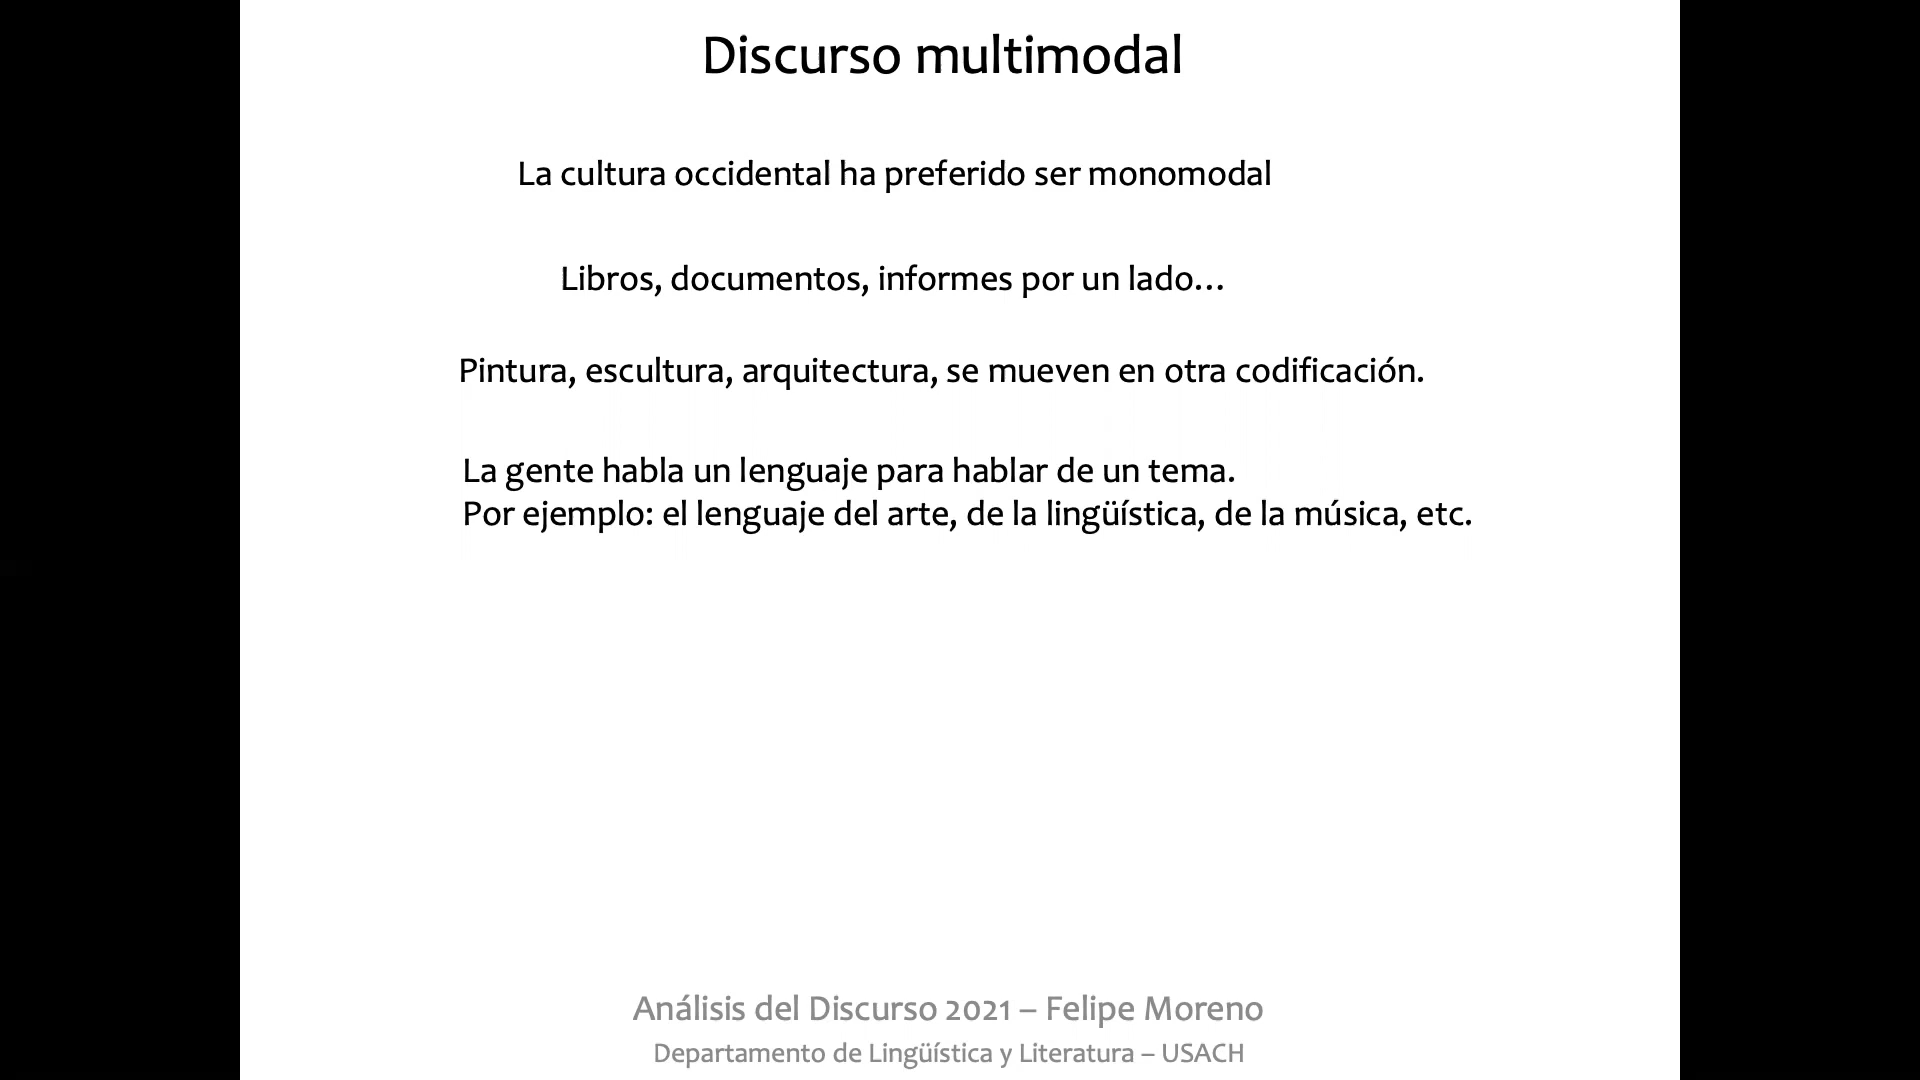 Discurso multimodal
La cultura occidental ha preferido ser monomodal
Libros, documentos, informes por un lado…
Pintura, escultura, arquitectura, se mueven en otra codificación.
La gente habla un lenguaje para hablar de un tema.
Por ejemplo: el lenguaje del arte, de la lingüística, de la música, etc.
Análisis del Discurso 2021 – Felipe Moreno
Departamento de Lingüística y Literatura – USACH